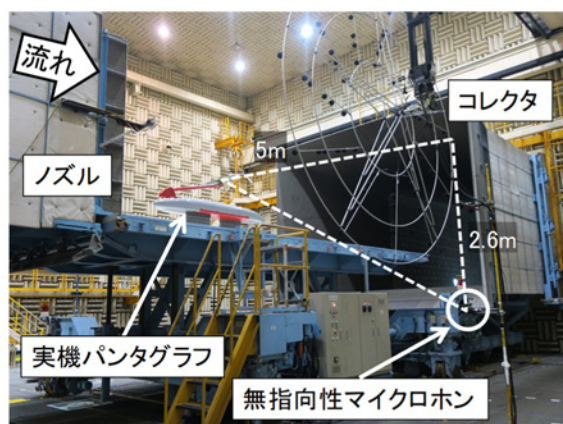 流れ
コレクタ
5m
ノズル
2.6m
実機パンタグラフ
無指向性マイクロホン